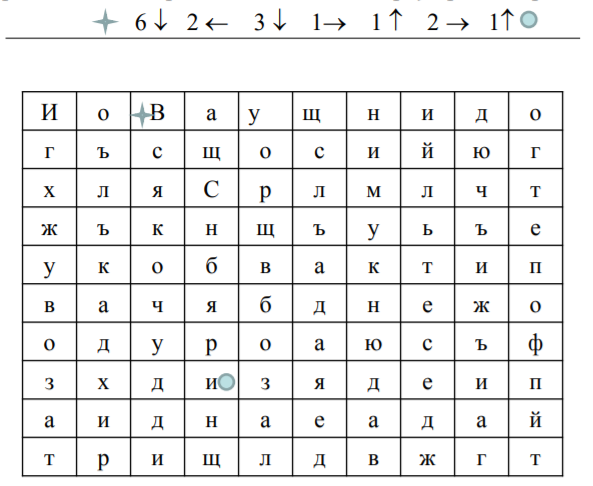 6 ↓ 2 ← 3 ↓ 1→ 1 ↑ 2 → 1↑
И о В а у щ н и д о
г ъ с щ о с и й ю г
х л я С р л м л ч т
ж ъ к н щ ъ у ь ъ е
у к о б в а к т и п
в а ч я б д н е ж о
о д у р о а ю с ъ ф
з х д и з я д е и п
а и д н а е а д а й
т р и щ л д в ж г т